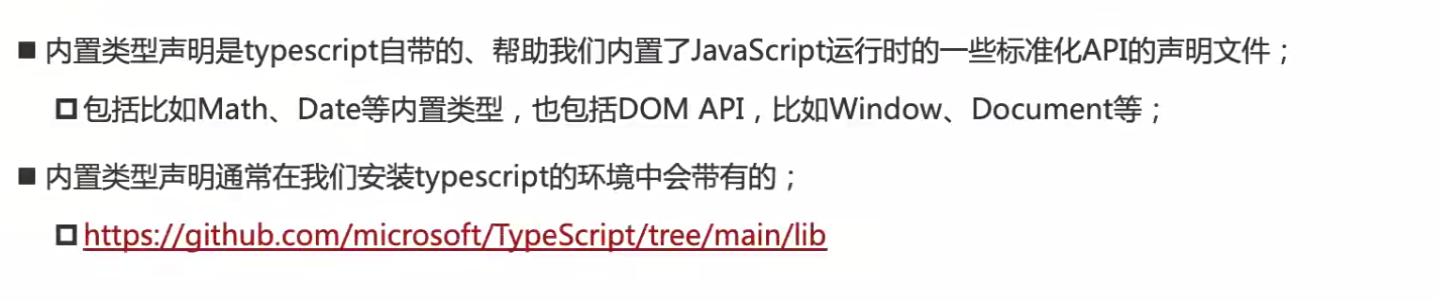 ■ 内置类型声明是typescript自带的、帮助我们内置了JavaScript运行时的一些标准化API的声明文件；
包括比如Math、Date等内置类型，也包括DOM API，比如Window、Document等；
■ 内置类型声明通常在我们安装typescript的环境中会带有的；
https://github.com/microsoft/TypeScript/tree/main/lib